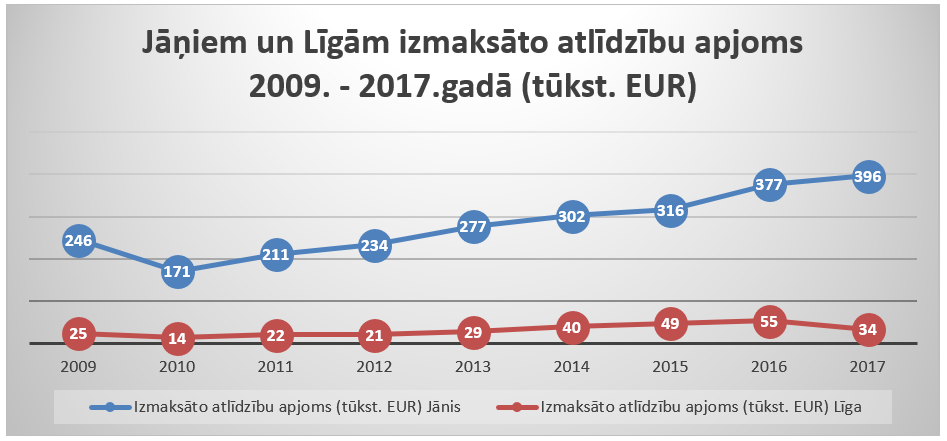 Jāņiem un Līgām izmaksāto atlīdzību apjoms
2009. - 2017.gadā (tūkst. EUR)
246 171 211 234 277 302 316 377 396
25 14 22 21 29 40 49 55 34
2009 2010 2011 2012 2013 2014 2015 2016 2017
Izmaksāto atlīdzību apjoms (tūkst. EUR) Jānis Izmaksāto atlīdzību apjoms (tūkst. EUR) Līga